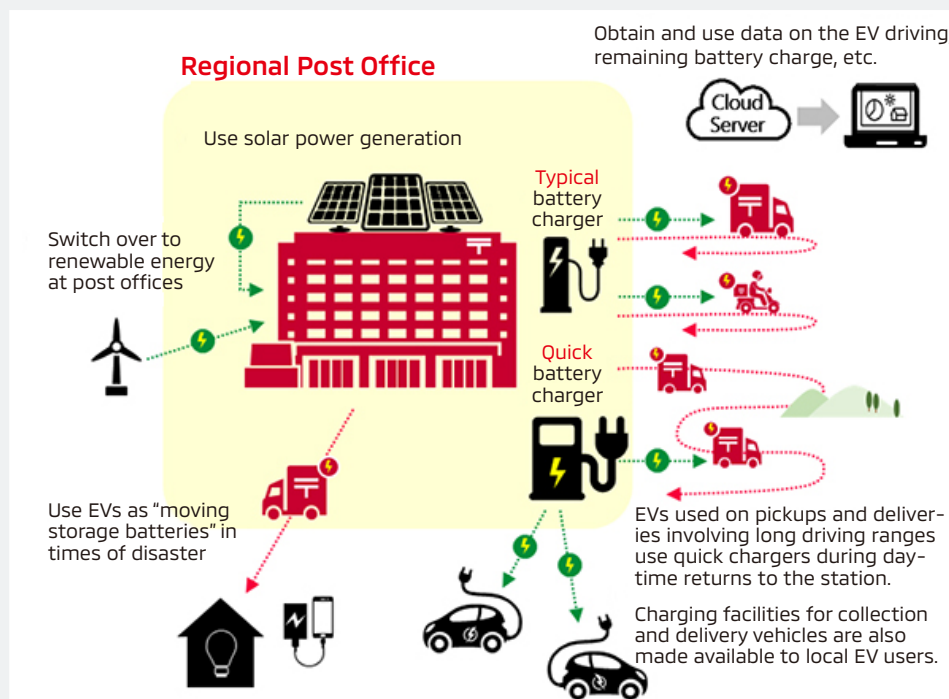 Obtain and use data on the EV driving
remaining battery charge, etc.
Regional Post Office
Cloud
Server
Use solar power generation
Typical
battery
charger
Switch over to
renewable energy
at post offices
Quick
battery
charger
Use EVs as “moving
storage batteries” in
times of disaster
EVs used on pickups and deliver-
ies involving long driving ranges
use quick chargers during day-
time returns to the station.
Charging facilities for collection
and delivery vehicles are also
made available to local EV users.